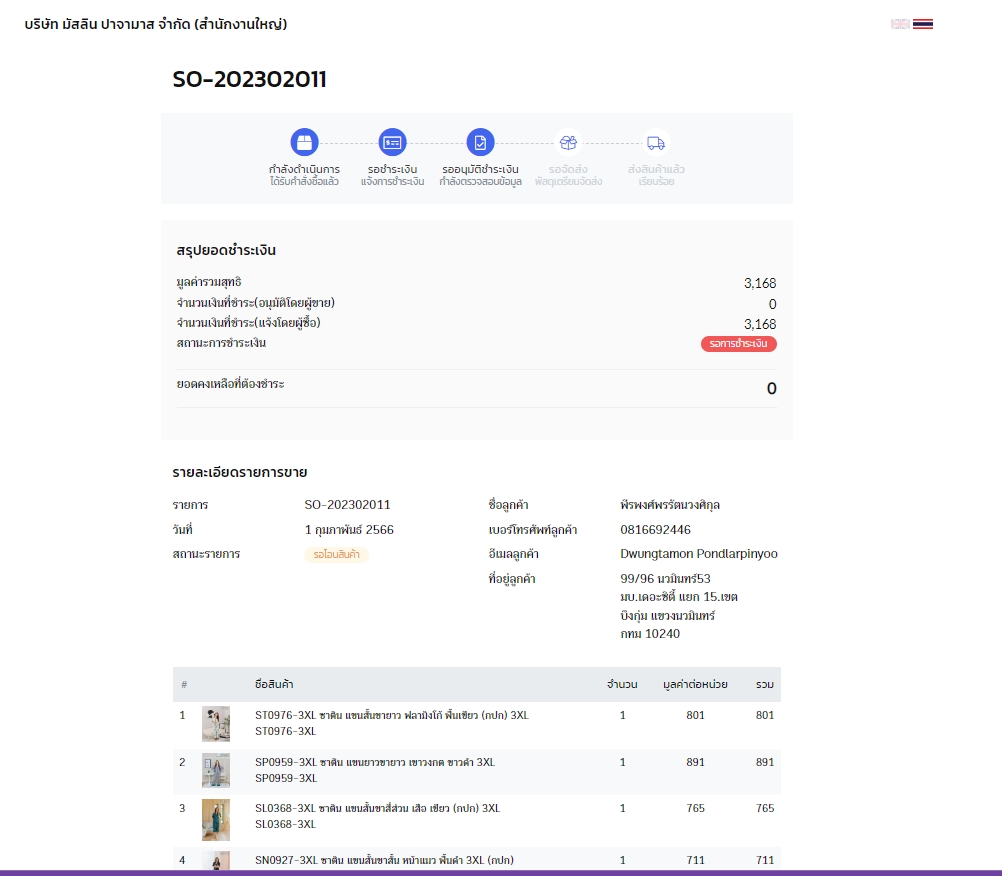 บริษัท มัสลิน ปาจามาส จำกัด (สำนักงานใหญ่)
SO-202302011
กำลังดำเนินการ รอชำระเงิน รออนุมัติชำระเงิน รอจัดส่ง ส่งสินค้าแล้ว
ได้รับคำสั่งซื้อแล้ว แจ้งการชำระเงิน กำลังตรวจสอบข้อมูล พัสดุเตรียมจัดส่ง เรียบร้อย
สรุปยอดชำระเงิน
มูลค่ารวมสุทธิ 3,168
จำนวนเงินที่ชำระ(อนุมัติโดยผู้ขาย) 0
จำนวนเงินที่ชำระ(แจ้งโดยผู้ซื้อ) 3,168
สถานะการชำระเงิน รอการชำระเงิน
ยอดคงเหลือที่ต้องชำระ 0
รายละเอียดรายการขาย
รายการ SO-202302011 ชื่อลูกค้า พีรพงศ์พรรัตนวงศิกุล
วันที่ 1 กุมภาพันธ์ 2566 เบอร์โทรศัพท์ลูกค้า 0816692446
สถานะรายการ รอโอนสินค้า อีเมลลูกค้า Dwungtamon Pondlarpinyoo
ที่อยู่ลูกค้า 99/96 นวมินทร์53
มบ.เดอะซิตี้ แยก 15.เขต
บึงกุ่ม แขวงนวมินทร์
กทม 10240
# ชื่อสินค้า จำนวน มูลค่าต่อหน่วย รวม
1 ST0976-3XL ซาติน แขนสั้นขายาว ฟลามิงโก้ พื้นเขียว (กปก) 3XL 1 801 801
ST0976-3XL
2 SP0959-3XL ซาติน แขนยาวขายาว เขาวงกต ขาวดำ 3XL 1 891 891
SP0959-3XL
3 SL0368-3XL ซาติน แขนสั้นขาสี่ส่วน เสือ เขียว (กปก) 3XL 1 765 765
SL0368-3XL
4 SN0927-3XL ซาติน แขนสั้นขาสั้น หน้าแมว พื้นดำ 3XL (กปก) 1 711 711